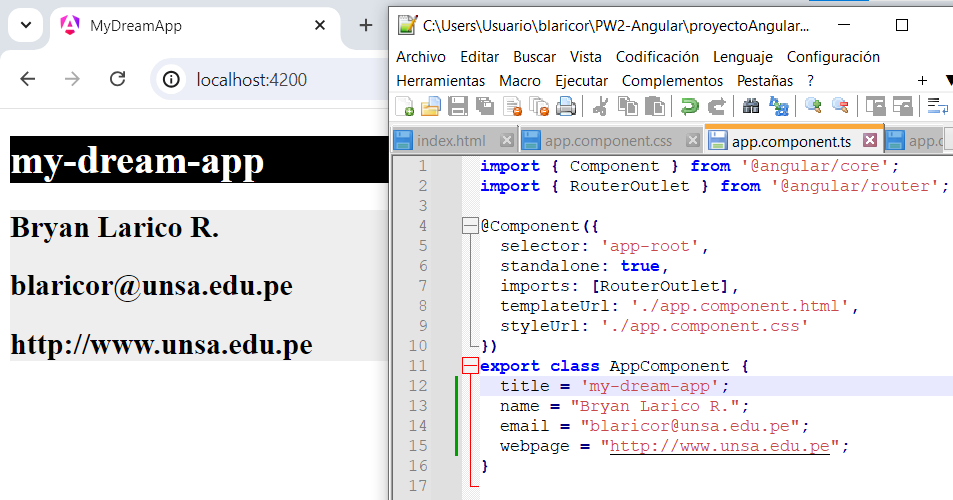 MyDreamApp
localhost:4200
my-dream-app
Bryan Larico R.
blaricor@unsa.edu.pe
http://www.unsa.edu.pe
C:\Users\Usuario\blaricor\PW2-Angular\proyectoAngular...
Archivo Editar Buscar Vista Codificación Lenguaje Configuración
Herramientas Macro Ejecutar Complementos Pestañas ?
index.html app.component.css app.component.ts app.c
1 import { Component } from '@angular/core';
2 import { RouterOutlet } from '@angular/router';
3
4 @Component({
5 selector: 'app-root',
6 standalone: true,
7 imports: [RouterOutlet],
8 templateUrl: './app.component.html',
9 styleUrl: './app.component.css'
10 })
11 export class AppComponent {
12 title = 'my-dream-app';
13 name = "Bryan Larico R.";
14 email = "blaricor@unsa.edu.pe";
15 webpage = "http://www.unsa.edu.pe";
16 }
17